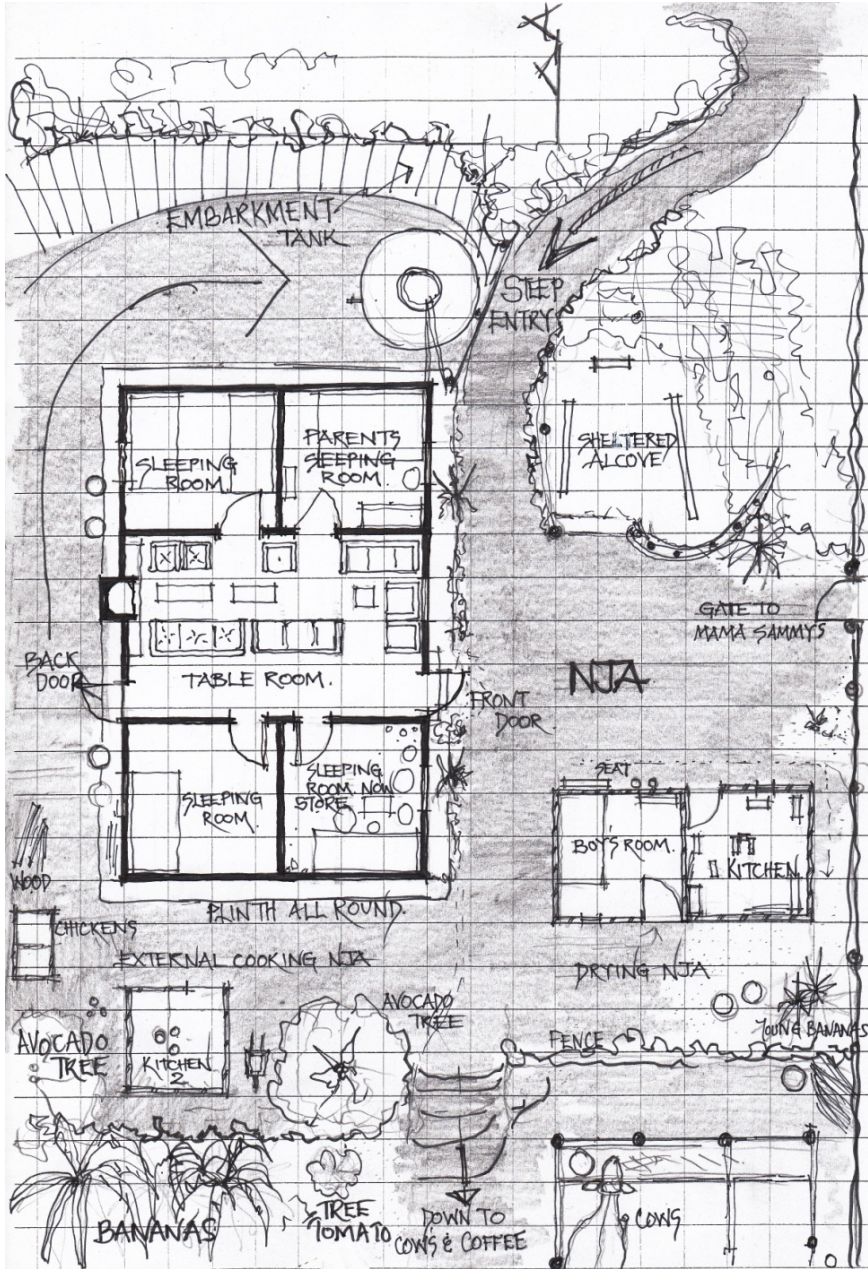 EMBARKMENT
TANK
STEEP
ENTRY
SLEEPING
ROOM.
PARENTS
SLEEPING
ROOM.
SHELTERED
ALCOVE
GATE TO
MAMA SAMMYS
BACK
DOOR
TABLE ROOM.
FRONT
DOOR
NJA
SLEEPING
ROOM.
SLEEPING
ROOM NOW
STORE
SEAT
BOY'S ROOM.
KITCHEN
WOOD
PLINTH ALL ROUND.
CHICKENS
EXTERNAL COOKING NJA
DRYING NJA
AVOCADO
TREE
KITCHEN
2
AVOCADO
TREE
FENCE
YOUNG BANANAS
BANANAS
TREE
TOMATO
DOWN TO
COWS & COFFEE
COWS